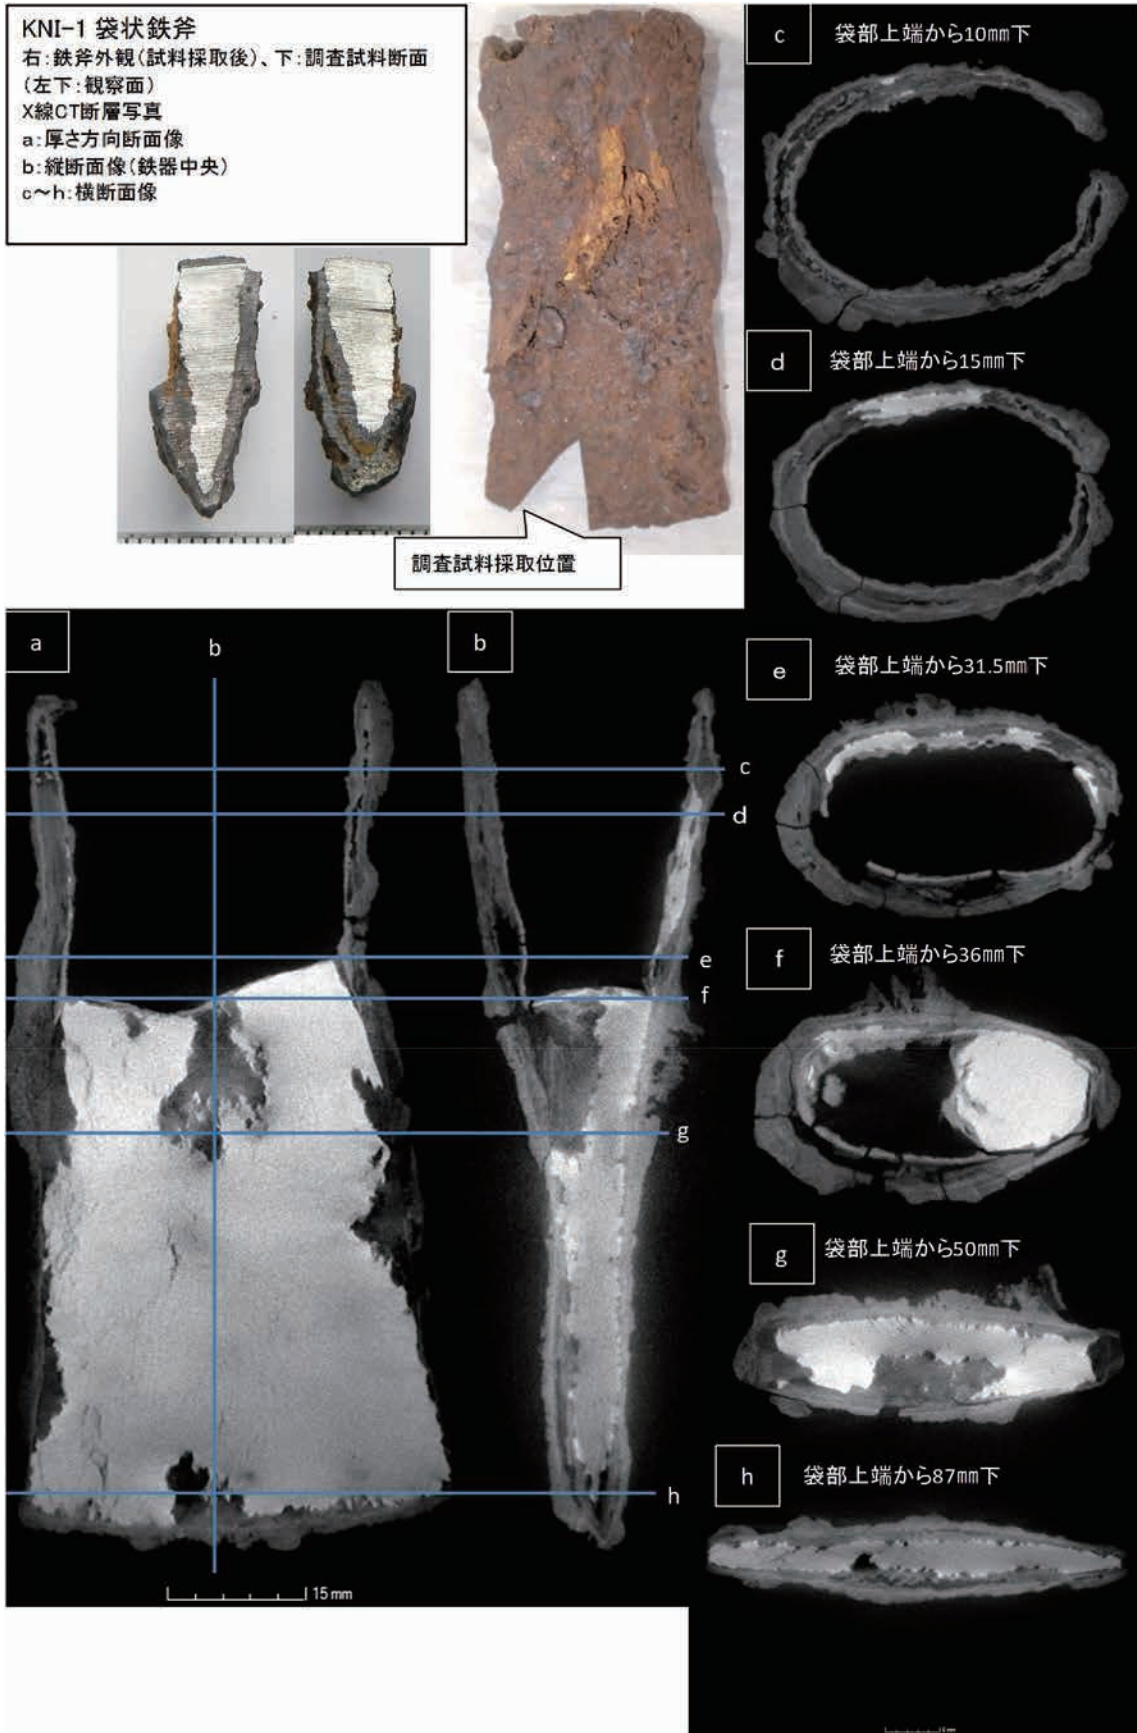 KNI-1 袋状鉄斧
右:鉄斧外観(試料採取後)、下:調査試料断面
(左下:観察面)
X線CT断層写真
a:厚さ方向断面像
b:縦断面像(鉄器中央)
c～h:横断面像
調査試料採取位置
c 袋部上端から10㎜下
d 袋部上端から15㎜下
e 袋部上端から31.5㎜下
f 袋部上端から36㎜下
g 袋部上端から50㎜下
h 袋部上端から87㎜下
a
b
b
c
d
e
f
g
h
15 mm